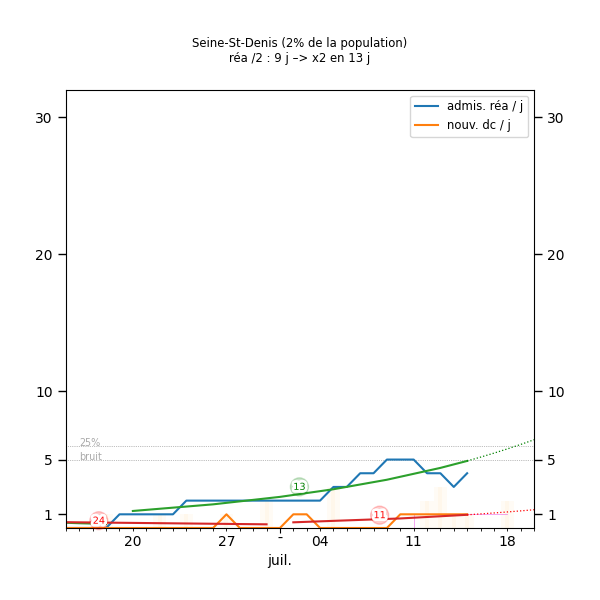 Seine-St-Denis (2% de la population)
réa /2 : 9 j –> x2 en 13 j
admis. réa / j
nouv. dc / j
30 30
20 20
10 10
25%
5 bruit 5
13
1 24 11 1
20 27 - 04 11 18
juil.